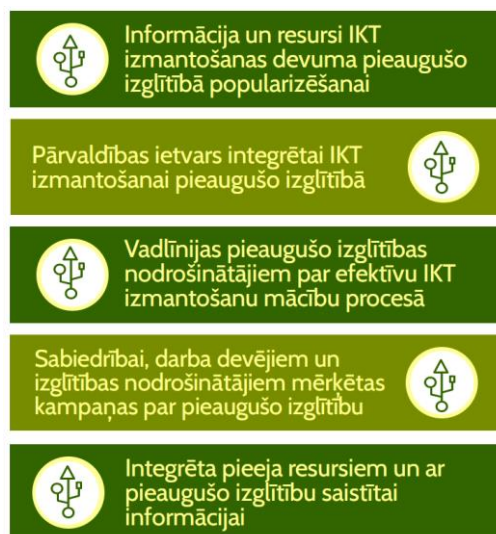 Informācija un resursi IKT
izmantošanas devuma pieaugušo
izglītībā popularizēšanai
Pārvaldības ietvars integrētai IKT
izmantošanai pieaugušo izglītībā
Vadlīnijas pieaugušo izglītības
nodrošinātājiem par efektīvu IKT
izmantošanu mācību procesā
Sabiedrībai, darba devējiem un
izglītības nodrošinātājiem mērķētas
kampaņas par pieaugušo izglītību
Integrēta pieeja resursiem un ar
pieaugušo izglītību saistītai
informācijai